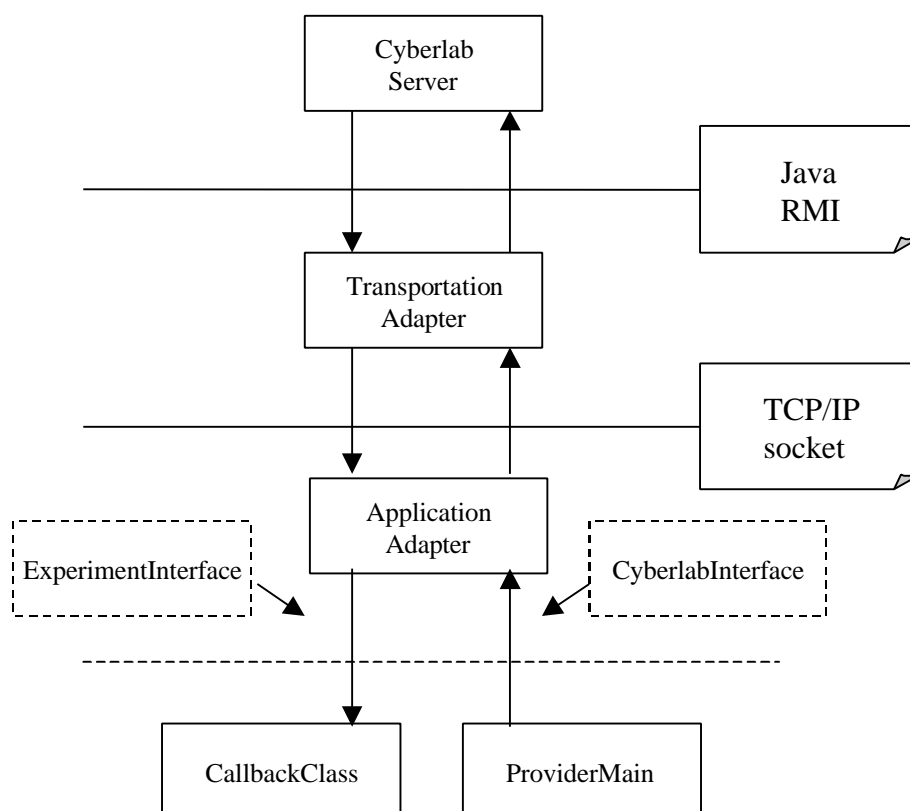 Cyberlab
Server
Java
RMI
Transportation
Adapter
TCP/IP
socket
Application
Adapter
ExperimentInterface
CyberlabInterface
CallbackClass
ProviderMain